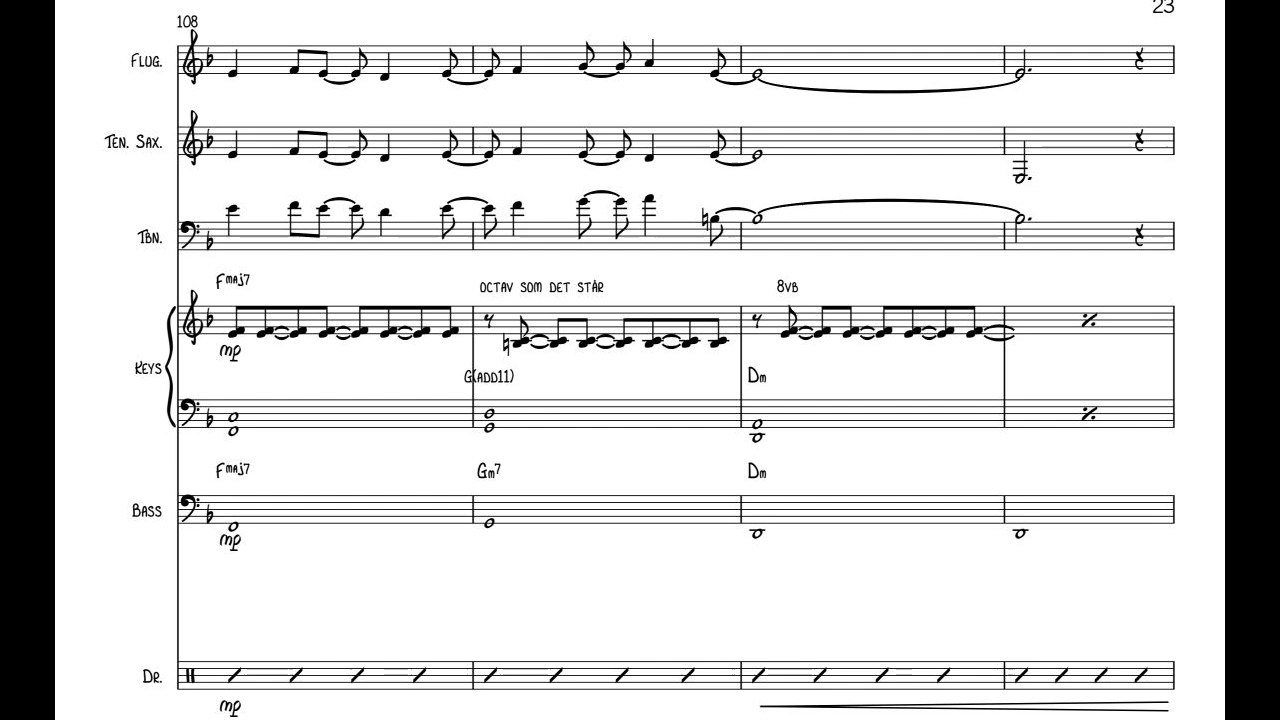 23
108
FLUG.
TEN. SAX.
TBN.
Fmaj7
OCTAV SOM DET STÅR
8VB
mp
KEYS
G(ADD11)
Dm
Fmaj7
Gm7
Dm
BASS
mp
DR.
mp